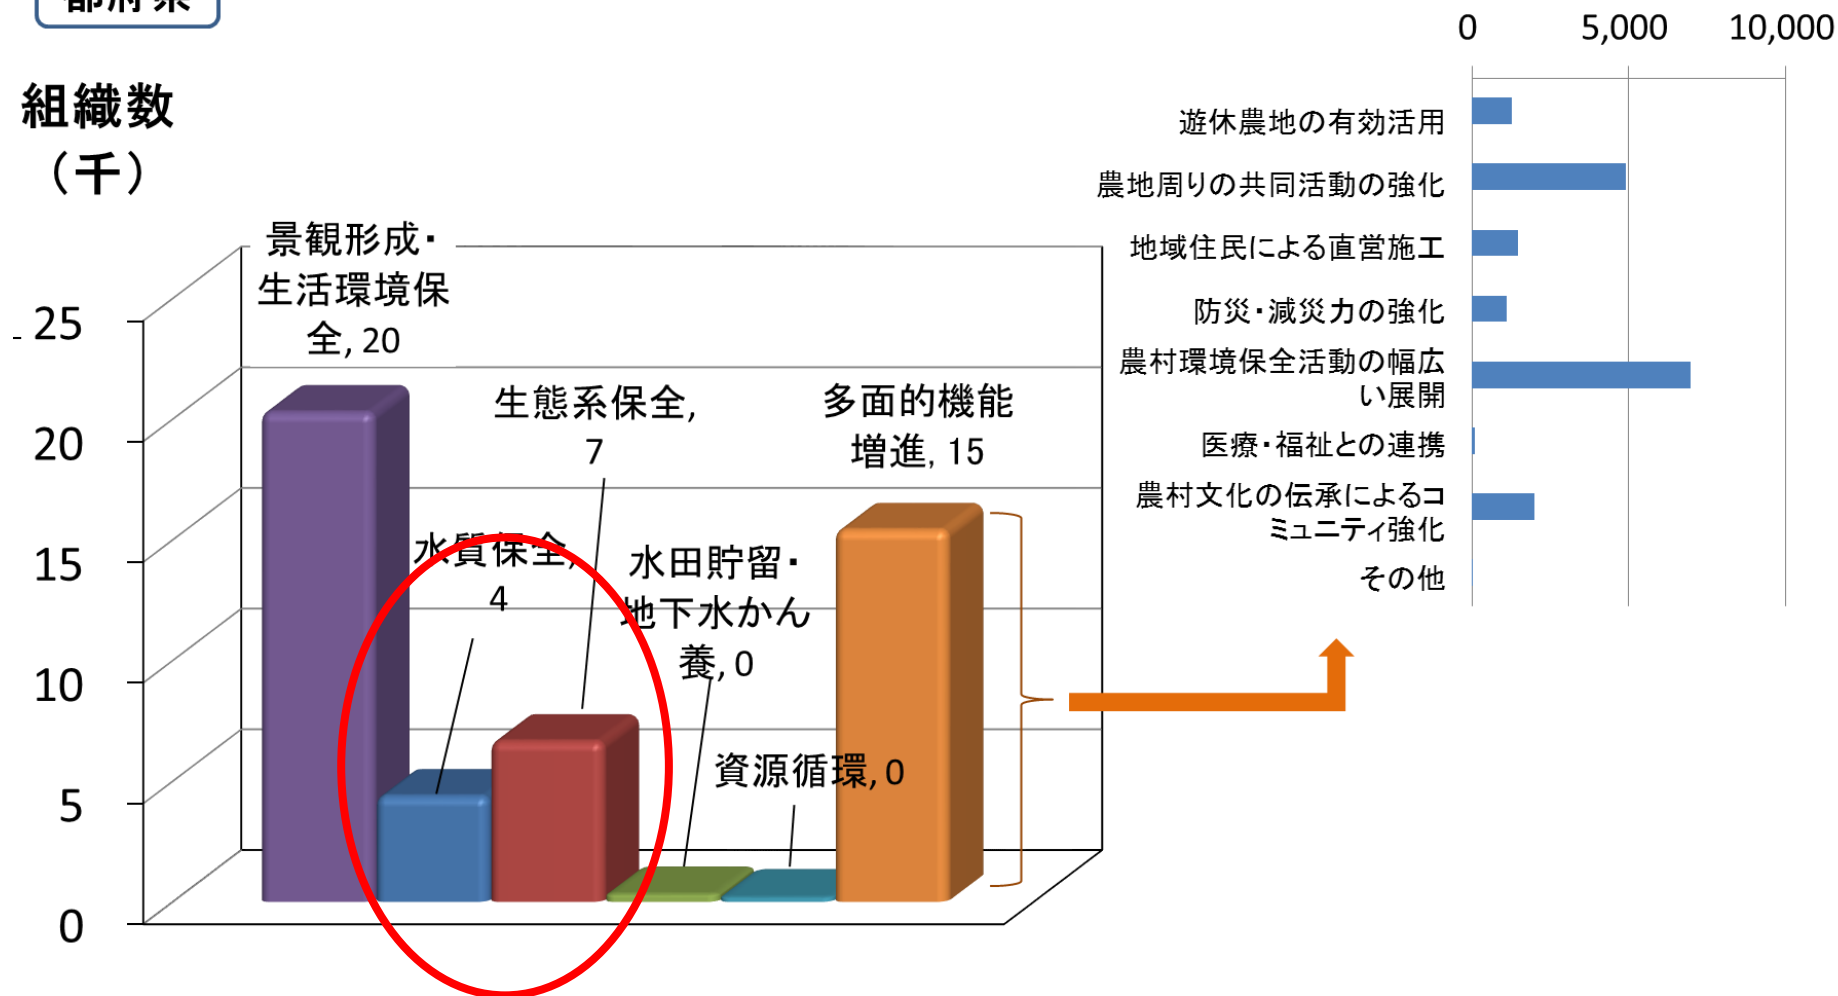 都府県
組織数
（千）
景観形成・
生活環境保
全, 20
水質保全,
4
生態系保全,
7
水田貯留・
地下水かん
養, 0
資源循環, 0
多面的機能
増進, 15
25
20
15
10
5
0
0 5,000 10,000
遊休農地の有効活用
農地周りの共同活動の強化
地域住民による直営施工
防災・減災力の強化
農村環境保全活動の幅広
い展開
医療・福祉との連携
農村文化の伝承によるコ
ミュニティ強化
その他